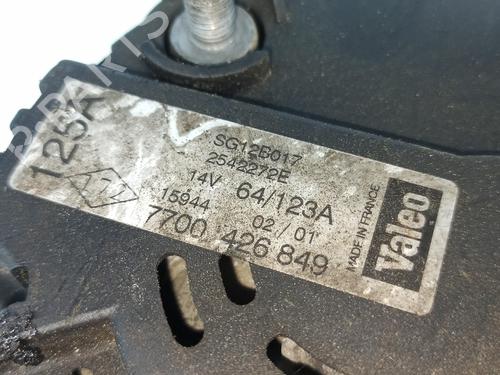 125A
SG12B017
2542272E
14V 64/123A
15944 02/01
7700 426 849
Valeo
MADE IN FRANCE